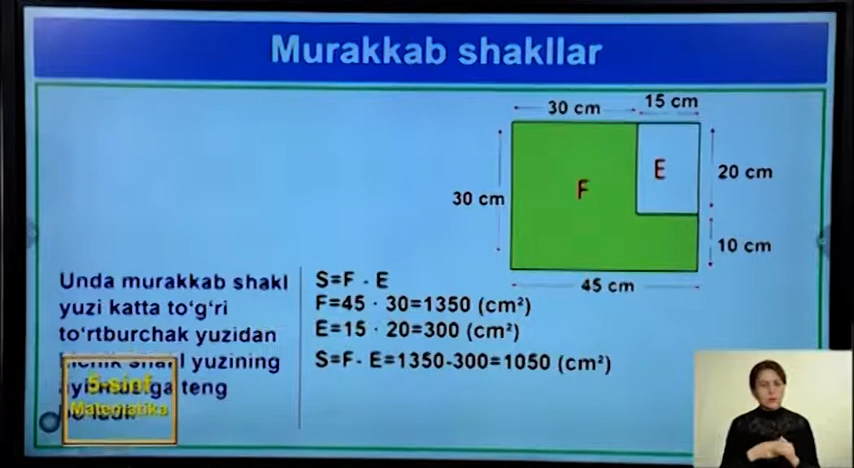 Murakkab shakllar
30 cm
15 cm
F
E
20 cm
30 cm
10 cm
45 cm
Unda murakkab shakl
yuzi katta to‘g‘ri
to‘rtburchak yuzidan
yuzining
teng
S=F - E
F=45 · 30=1350 (cm²)
E=15 · 20=300 (cm²)
S=F- E=1350-300=1050 (cm²)
5-sinf
Matematika